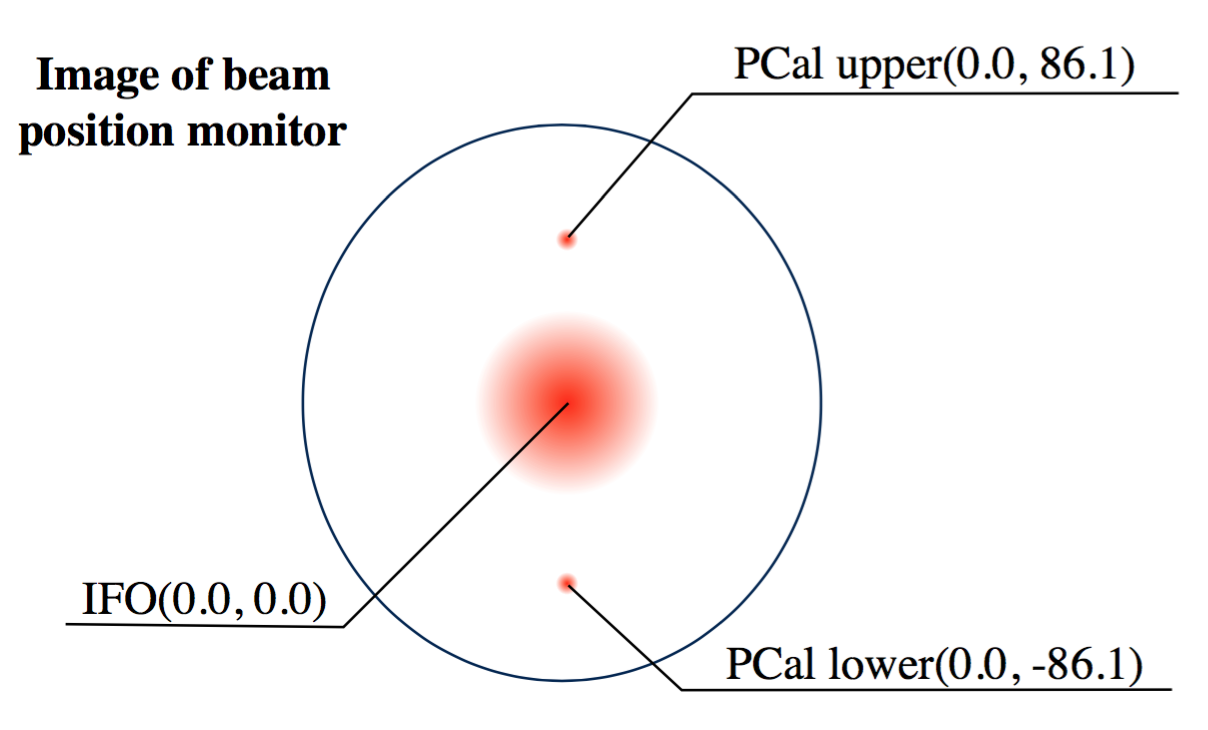 Image of beam
position monitor
PCal upper(0.0, 86.1)
IFO(0.0, 0.0)
PCal lower(0.0, -86.1)